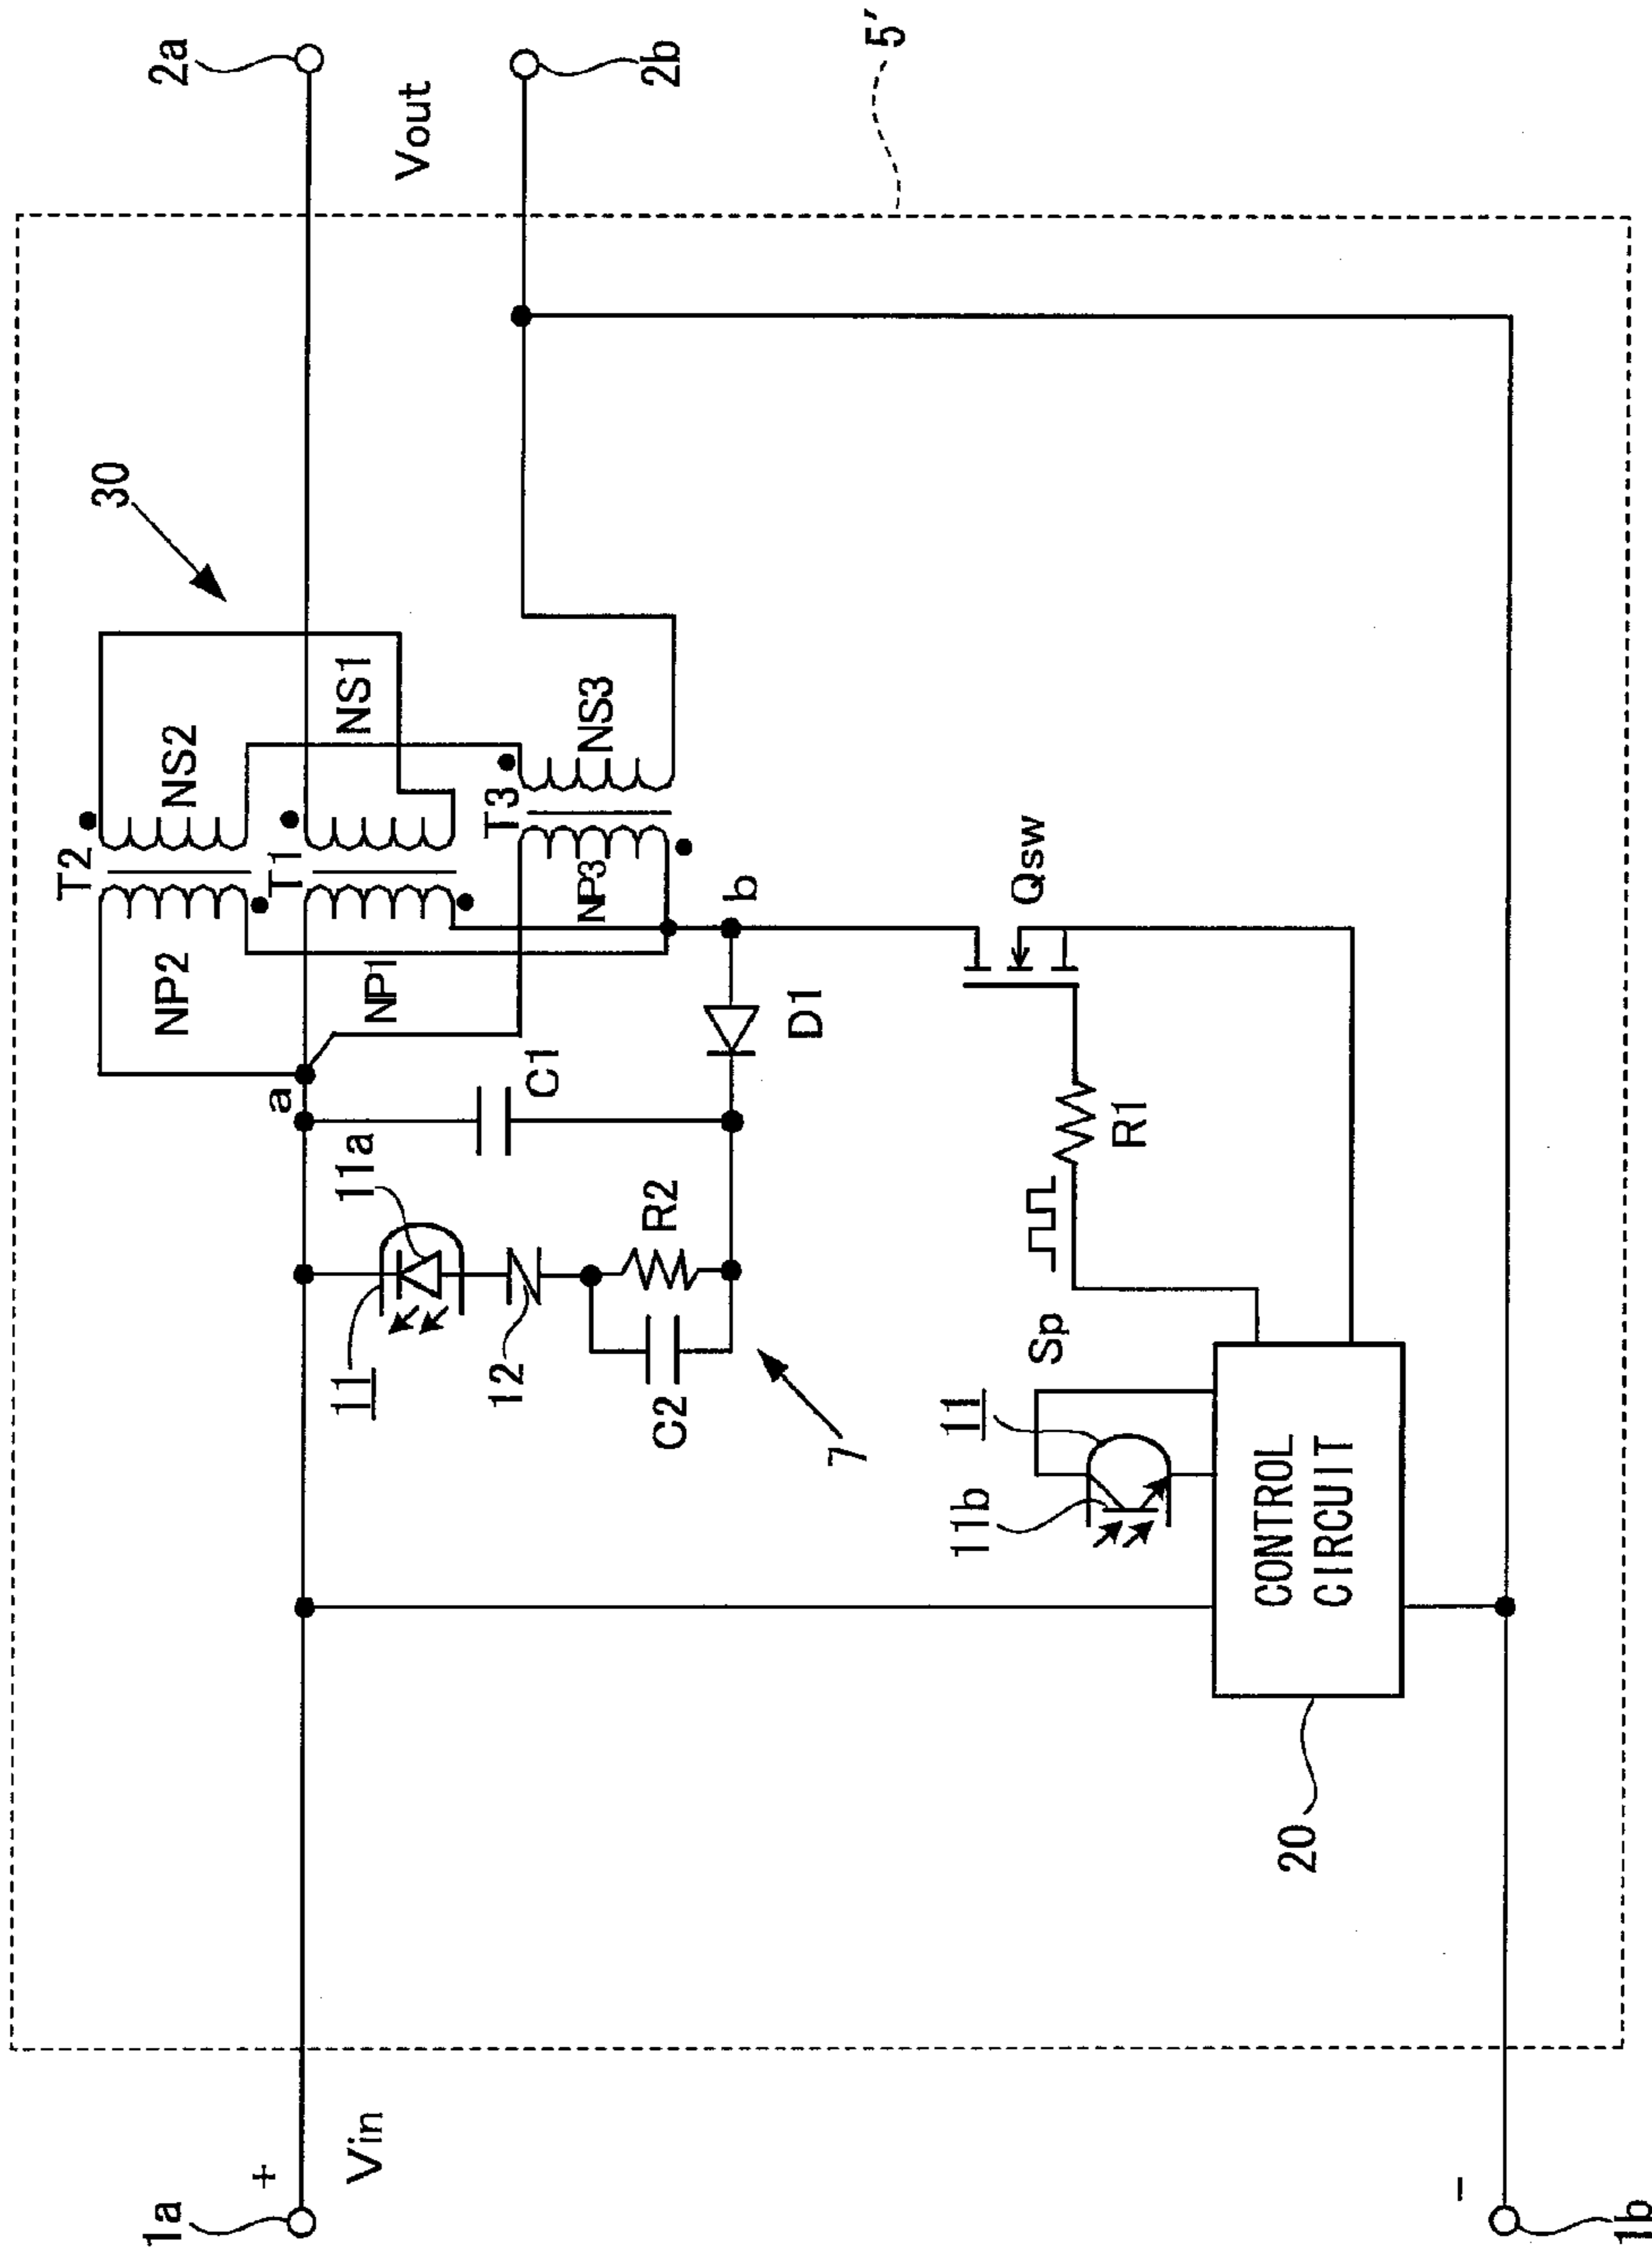 1a
+
Vin
1b
−
2a
Vout
2b
5′
30
T2
NP2
NS2
T1
NP1
NS1
T3
NP3
NS3
a
b
C1
D1
11
11a
12
R2
C2
7
Qsw
R1
Sp
11
11b
CONTROL
CIRCUIT
20